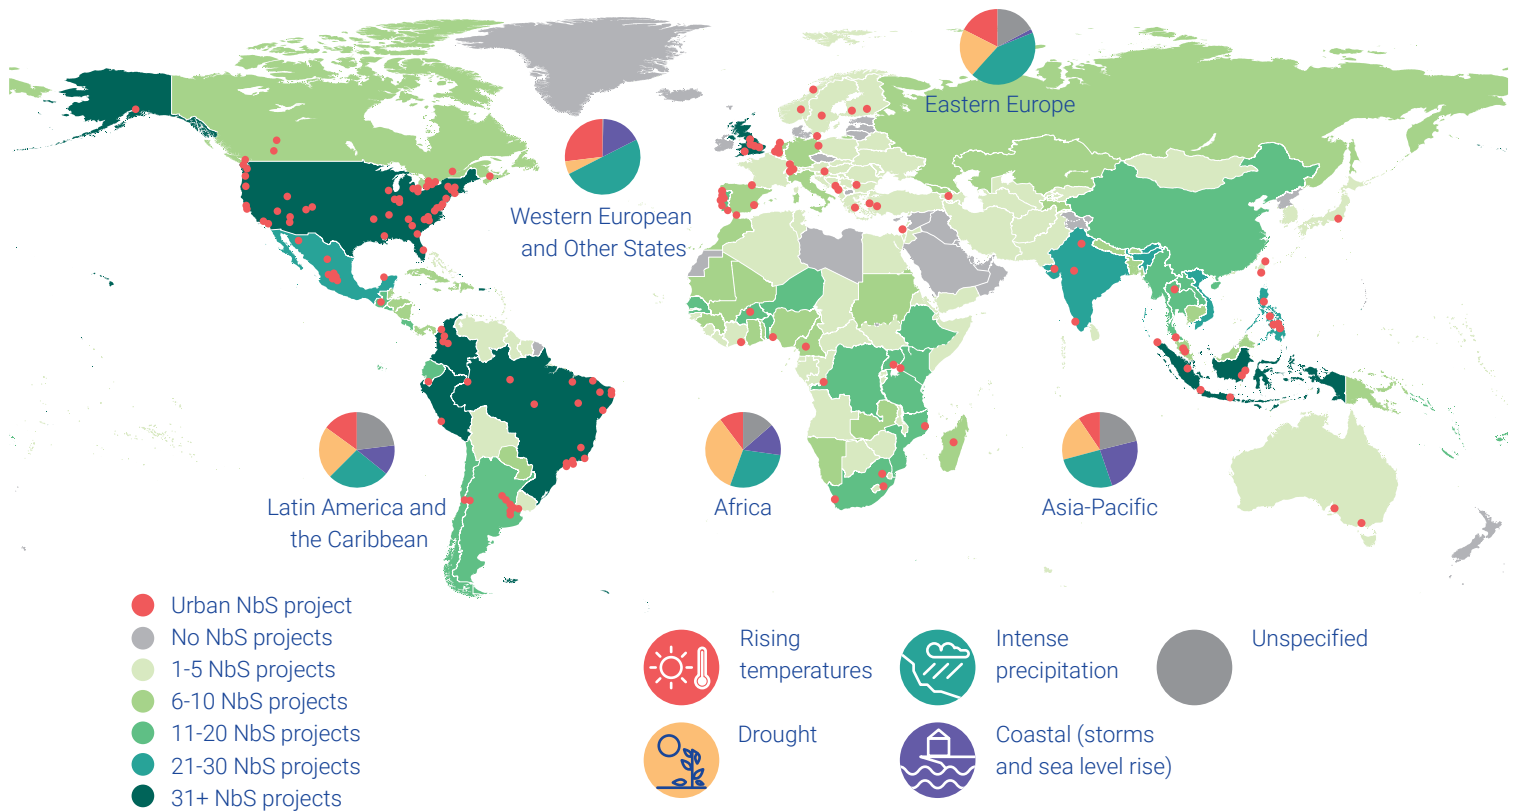 Eastern Europe
Western European
and Other States
Latin America and
the Caribbean
Africa
Asia-Pacific
Urban NbS project
No NbS projects
1-5 NbS projects
6-10 NbS projects
11-20 NbS projects
21-30 NbS projects
31+ NbS projects
Rising
temperatures
Drought
Intense
precipitation
Coastal (storms
and sea level rise)
Unspecified